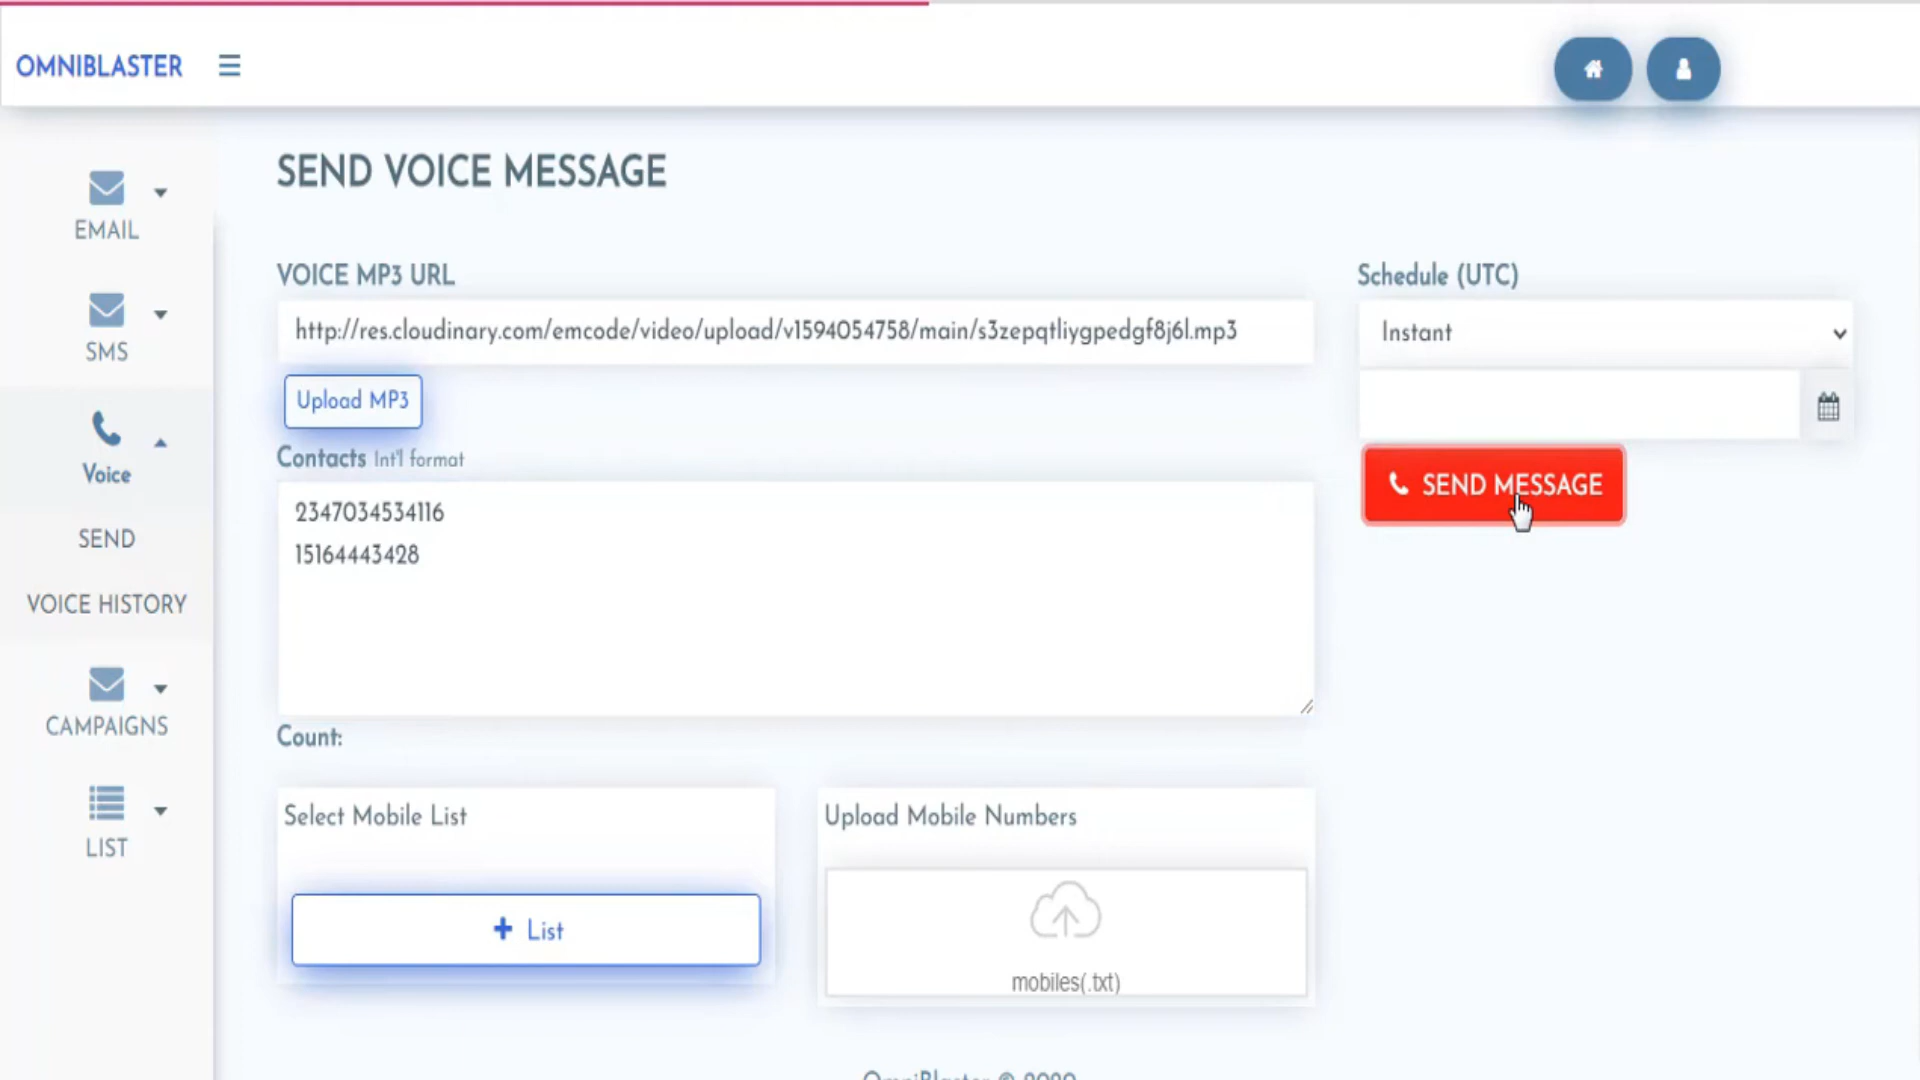 OMNIBLASTER
EMAIL
SMS
Voice
SEND
VOICE HISTORY
CAMPAIGNS
LIST
SEND VOICE MESSAGE
VOICE MP3 URL
http://res.cloudinary.com/emcode/video/upload/v1594054758/main/s3zepqtliygpedgf8j6l.mp3
Upload MP3
Contacts Int'l format
2347034534116
15164443428
Count:
Select Mobile List
List
Upload Mobile Numbers
mobiles(.txt)
Schedule (UTC)
Instant
SEND MESSAGE
OmniBlaster © 2020